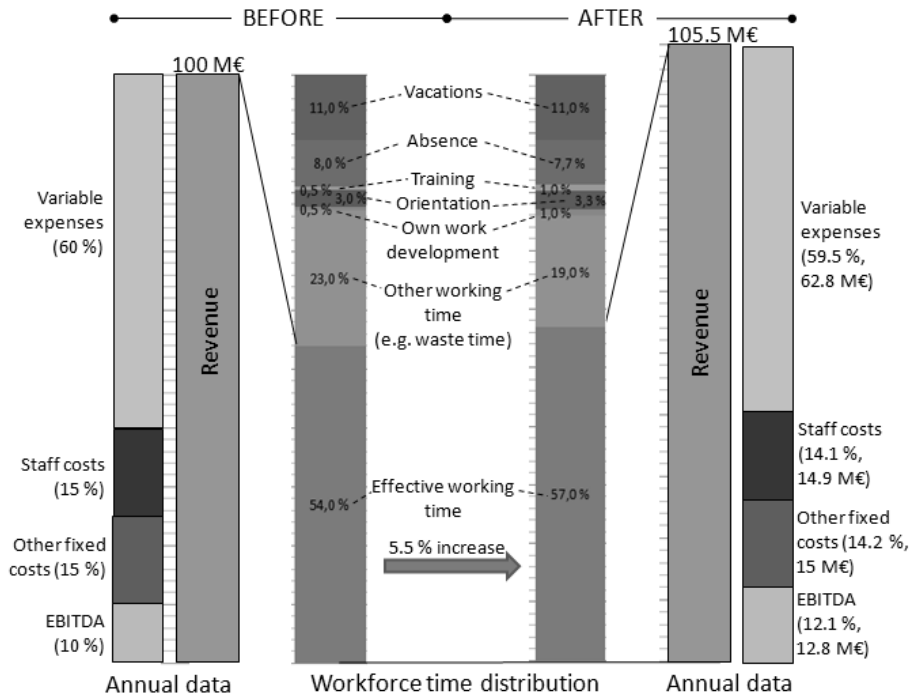 BEFORE
AFTER
100 M€
105.5 M€
Variable
expenses
(60 %)
Staff costs
(15 %)
Other fixed
costs (15 %)
EBITDA
(10 %)
Revenue
11,0 %
8,0 %
0,5 %
3,0 %
0,5 %
23,0 %
54,0 %
Vacations
Absence
Training
Orientation
Own work
development
Other working
time
(e.g. waste time)
Effective working
time
5.5 % increase
11,0 %
7,7 %
1,0 %
3,3 %
1,0 %
19,0 %
57,0 %
Revenue
Variable
expenses
(59.5 %,
62.8 M€)
Staff costs
(14.1 %,
14.9 M€)
Other fixed
costs (14.2 %,
15 M€)
EBITDA
(12.1 %,
12.8 M€)
Annual data
Workforce time distribution
Annual data